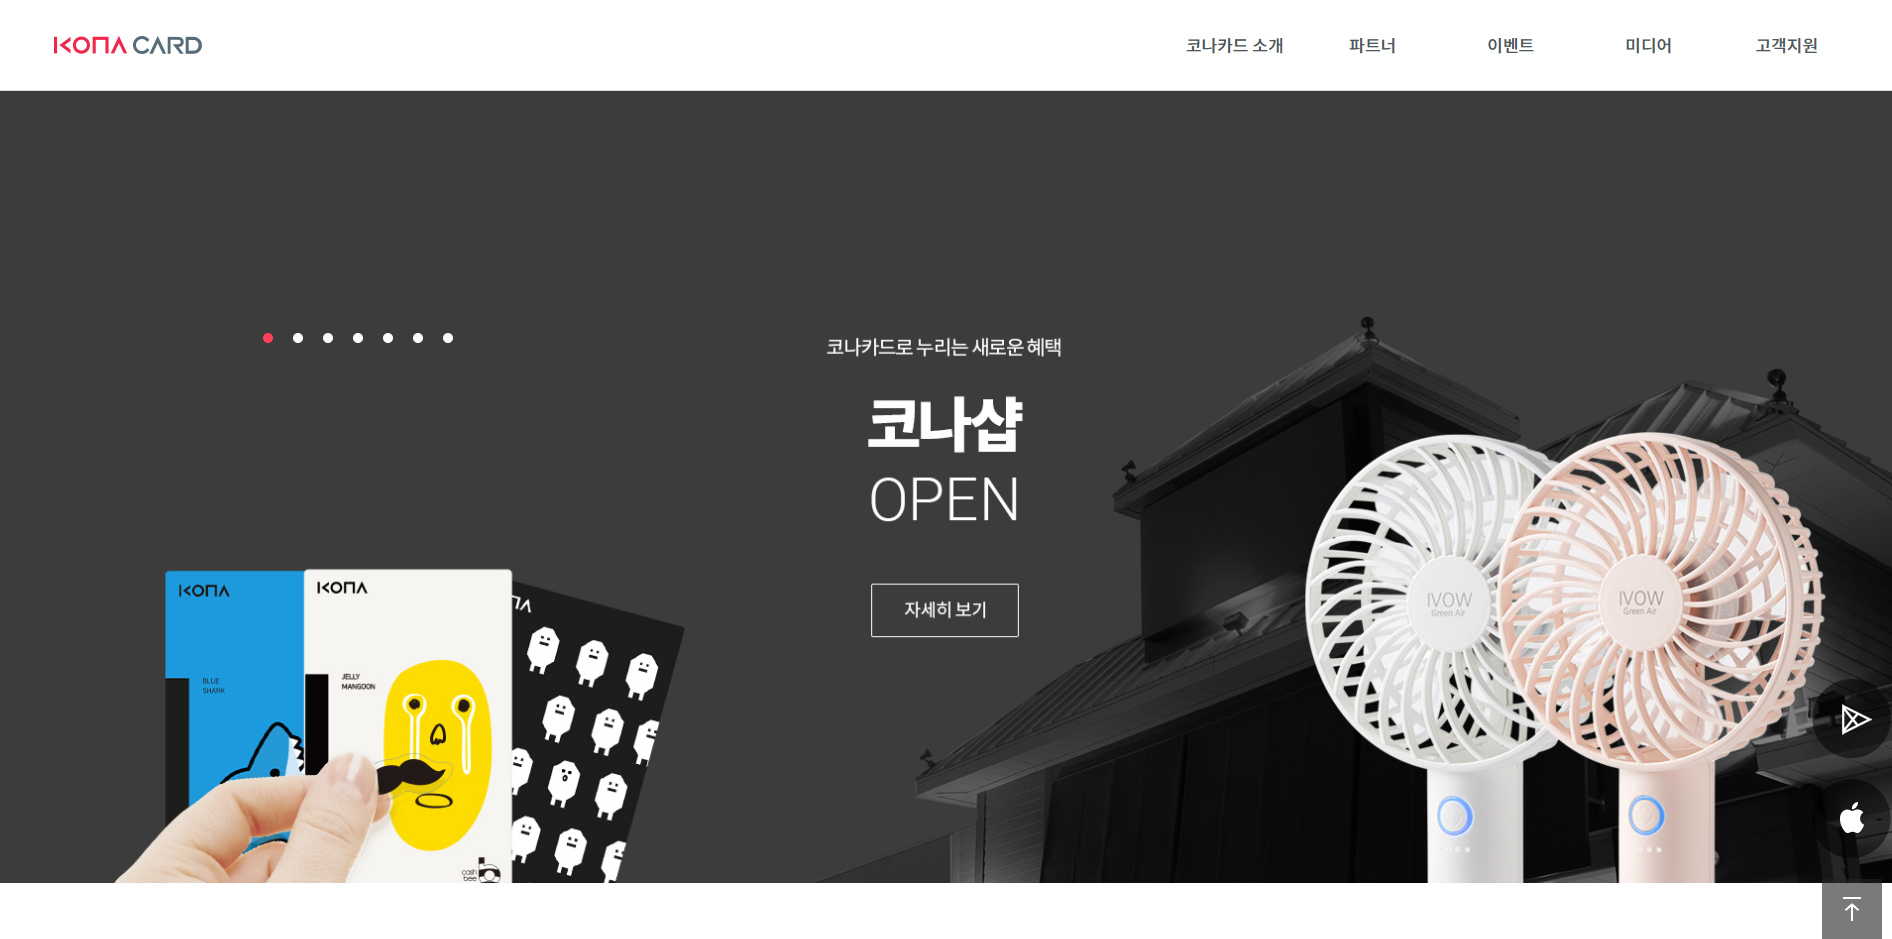 KONA CARD
코나카드 소개
파트너
이벤트
미디어
고객지원
코나카드로 누리는 새로운 혜택
코나샵
OPEN
자세히 보기
KONA
BLUE
SHARK
KONA
JELLY
MANGOON
cash
bee
IVOW
Green Air
IVOW
Green Air